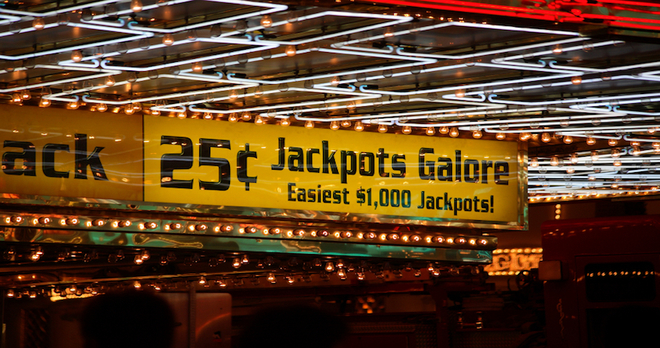 ack
25¢ Jackpots Galore
Easiest $1,000 Jackpots!